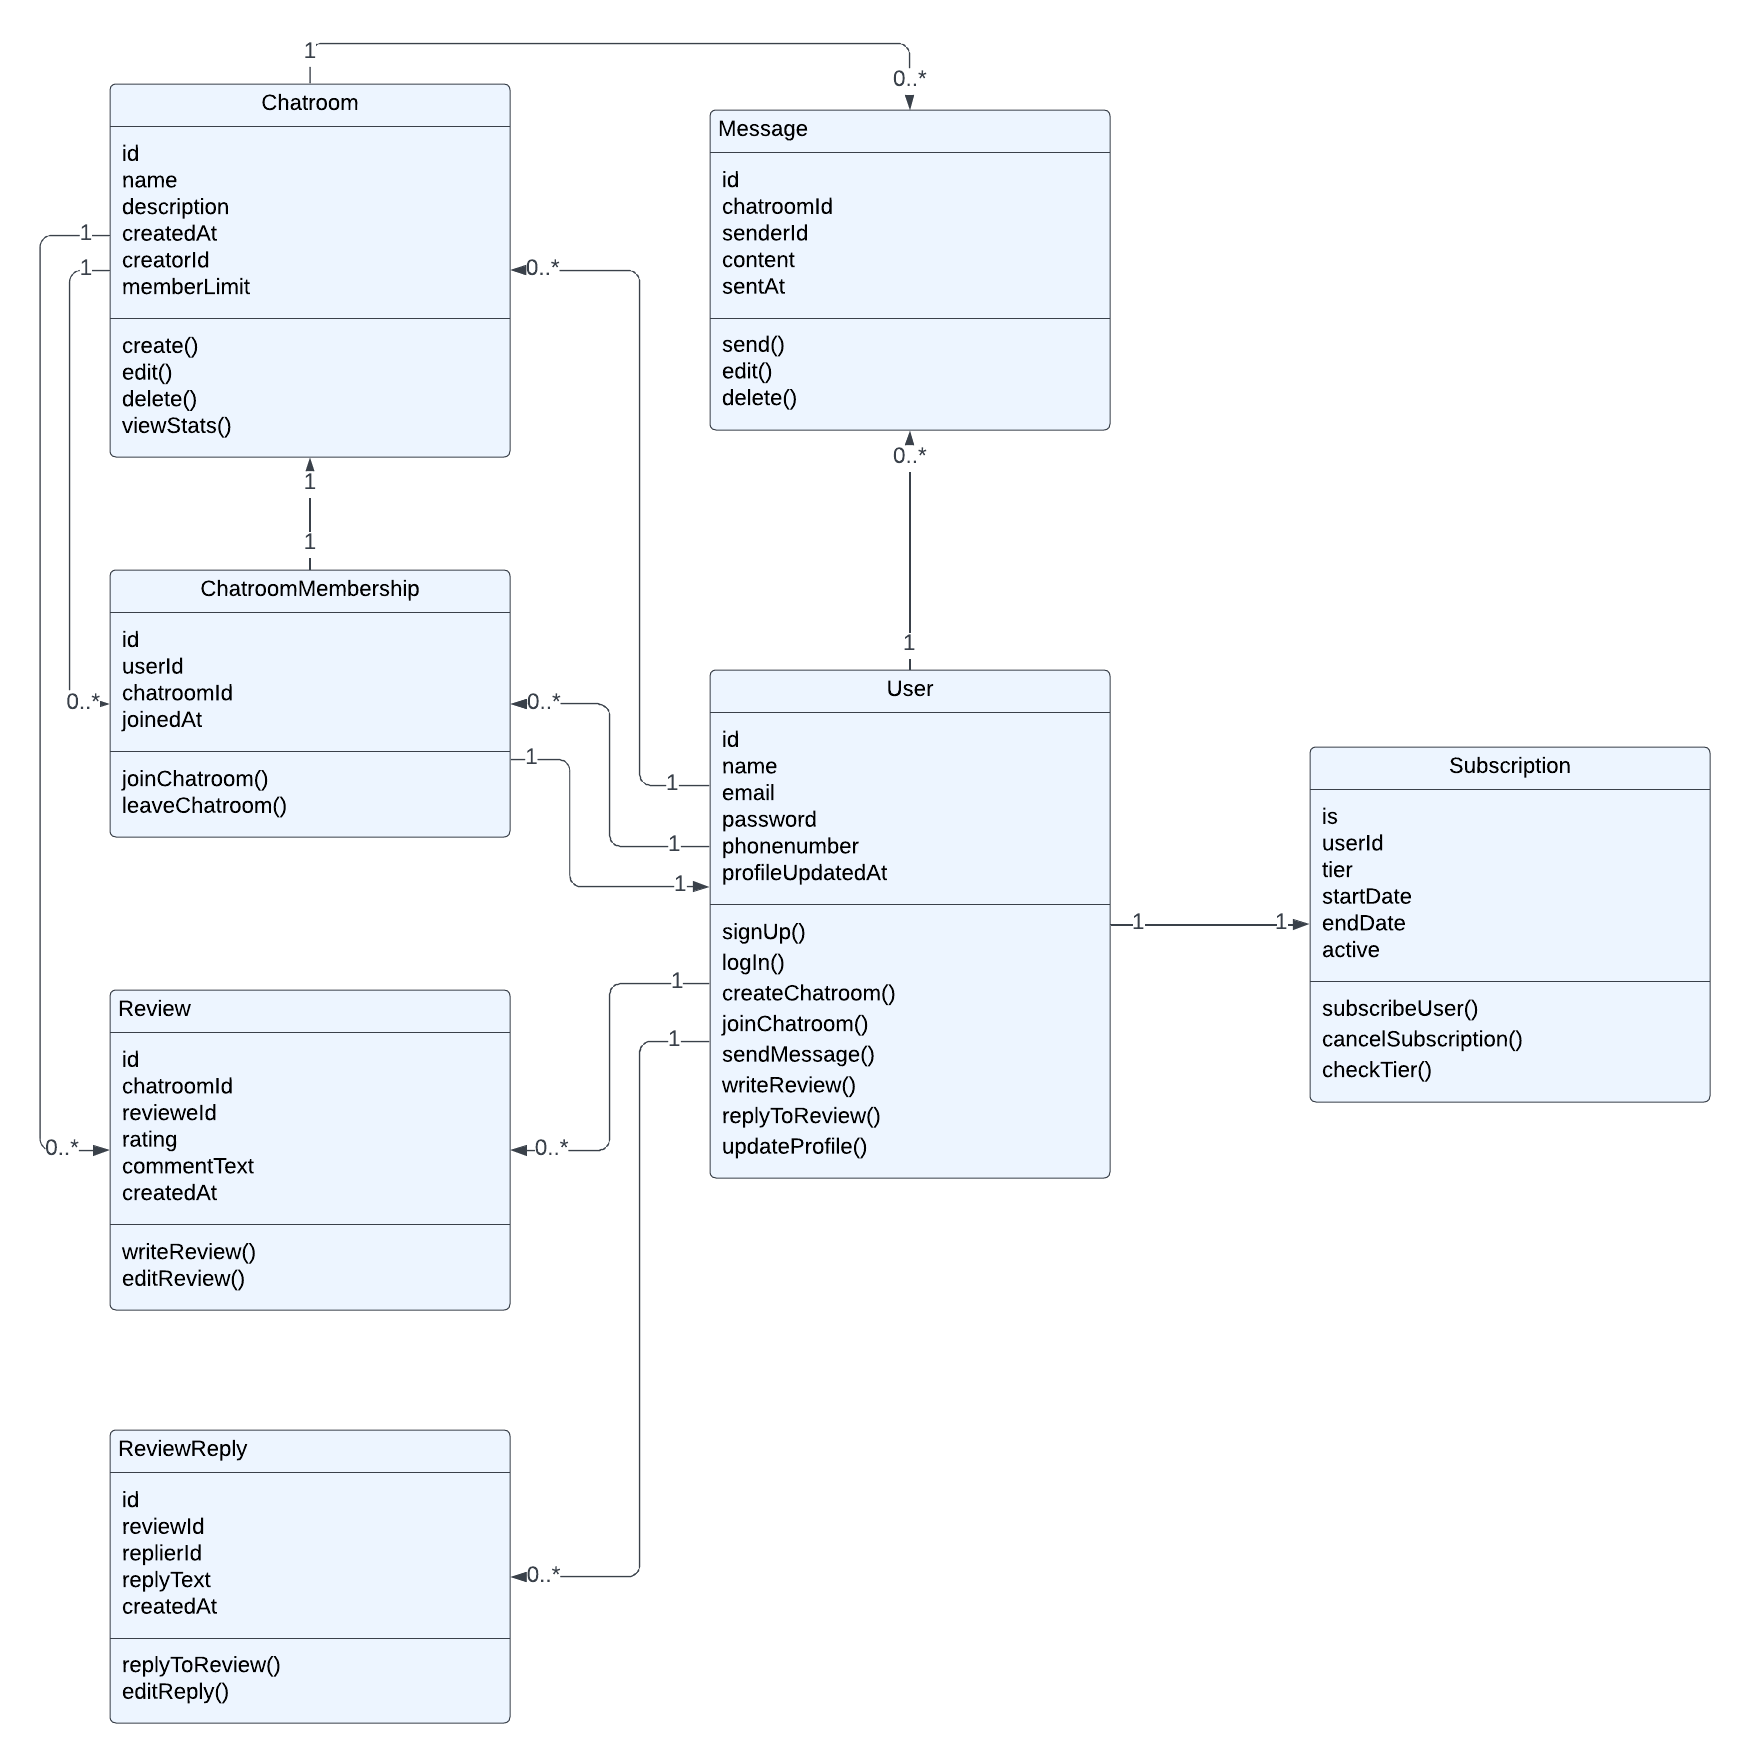 1
0..*
Chatroom
id
name
description
createdAt
creatorId
memberLimit
create()
edit()
delete()
viewStats()
1
1
0..*
Message
id
chatroomId
senderId
content
sentAt
send()
edit()
delete()
0..*
1
1
1
ChatroomMembership
id
userId
chatroomId
joinedAt
joinChatroom()
leaveChatroom()
0..*
0..*
1
1
1
1
User
id
name
email
password
phonenumber
profileUpdatedAt
signUp()
logIn()
createChatroom()
joinChatroom()
sendMessage()
writeReview()
replyToReview()
updateProfile()
1
1
Subscription
is
userId
tier
startDate
endDate
active
subscribeUser()
cancelSubscription()
checkTier()
1
1
Review
id
chatroomId
revieweId
rating
commentText
createdAt
writeReview()
editReview()
0..*
0..*
ReviewReply
id
reviewId
replierId
replyText
createdAt
replyToReview()
editReply()
0..*